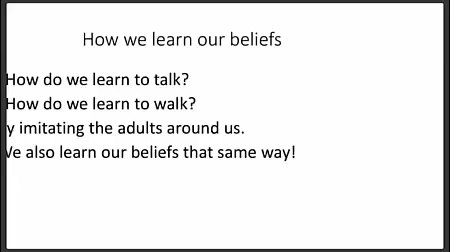 How we learn our beliefs
How do we learn to talk?
How do we learn to walk?
y imitating the adults around us.
We also learn our beliefs that same way!